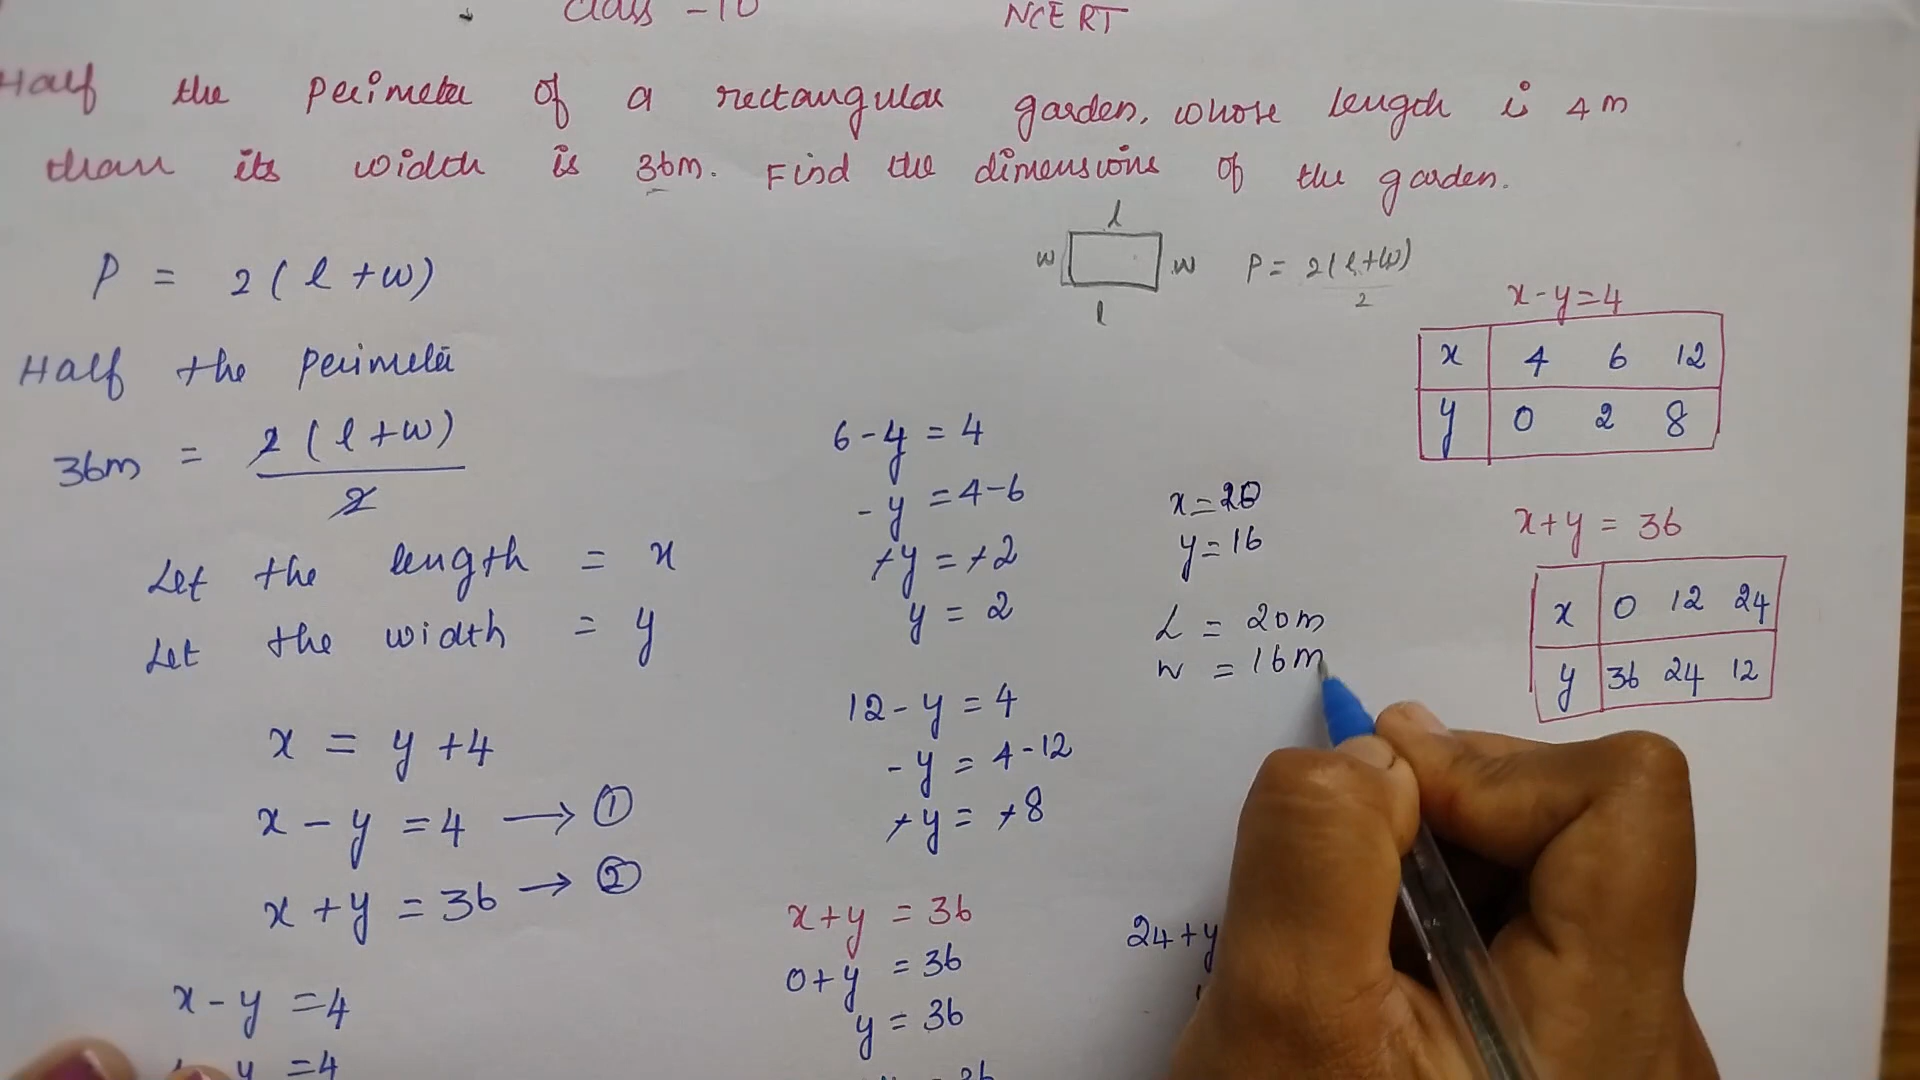 Class - 10 NCERT
Half the perimeter of a rectangular garden, whose length is 4m
than its width is 36m. Find the dimensions of the garden.
P = 2(l+w)
Half the perimeter
36m = 2(l+w)
2
Let the length = x
Let the width = y
x = y+4
x - y = 4 → ①
x + y = 36 → ②
x - y = 4
y = 4
6 - y = 4
- y = 4 - 6
+y = +2
y = 2
12 - y = 4
- y = 4 - 12
+y = +8
x + y = 36
0 + y = 36
y = 36
l
w w
l
P = 2(l+w)
2
x = 20
y = 16
L = 20m
W = 16m
24 + y
x - y = 4
x 4 6 12
y 0 2 8
x + y = 36
x 0 12 24
y 36 24 12